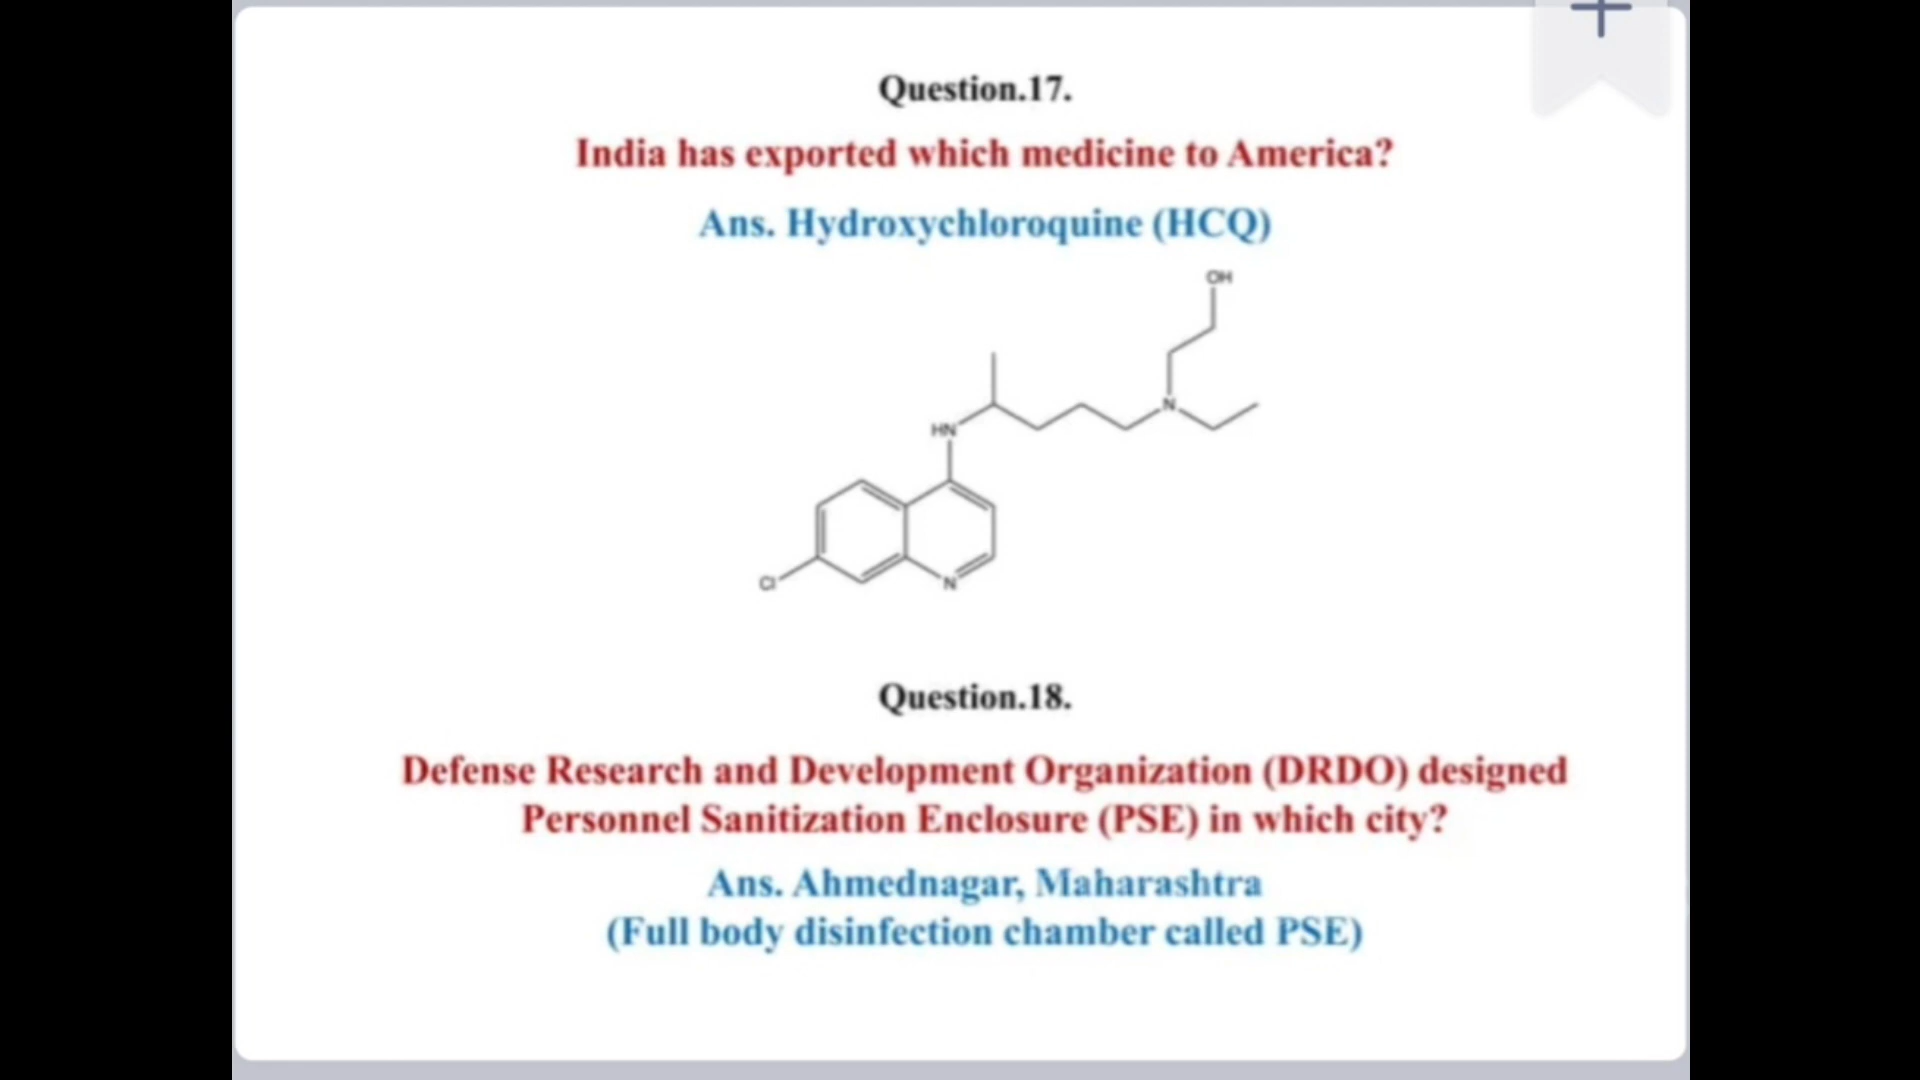 Question.17.
India has exported which medicine to America?
Ans. Hydroxychloroquine (HCQ)
OH
HN
N
Cl
N
Question.18.
Defense Research and Development Organization (DRDO) designed
Personnel Sanitization Enclosure (PSE) in which city?
Ans. Ahmednagar, Maharashtra
(Full body disinfection chamber called PSE)